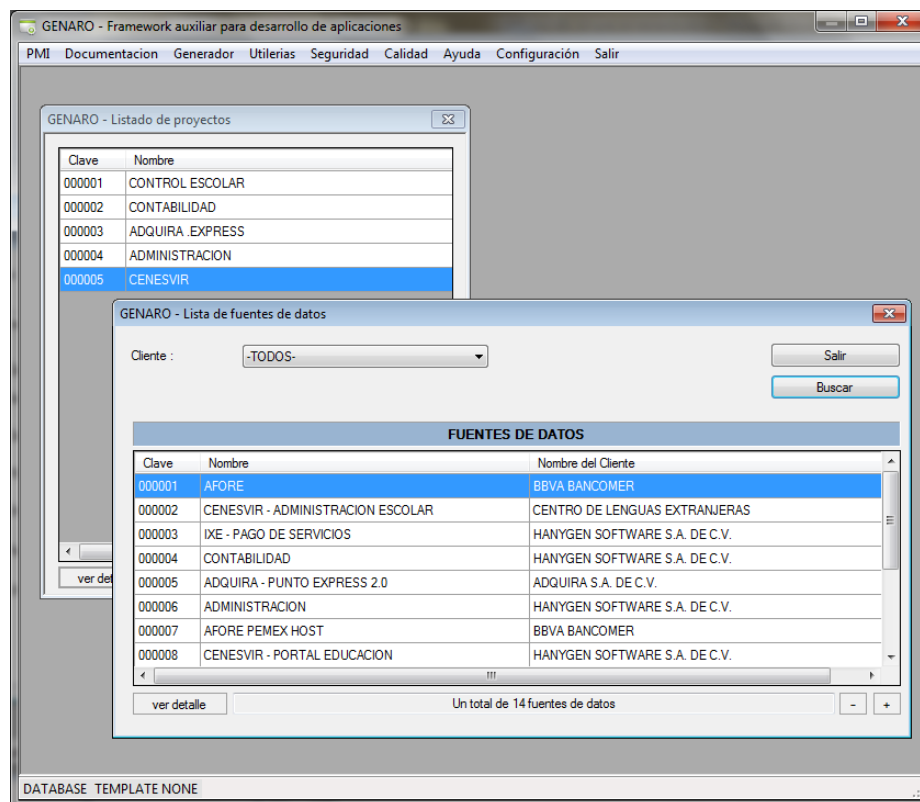 GENARO - Framework auxiliar para desarrollo de aplicaciones
PMI Documentacion Generador Utilerias Seguridad Calidad Ayuda Configuración Salir
GENARO - Listado de proyectos
Clave Nombre
000001 CONTROL ESCOLAR
000002 CONTABILIDAD
000003 ADQUIRA .EXPRESS
000004 ADMINISTRACION
000005 CENESVIR
ver det
GENARO - Lista de fuentes de datos
Cliente : -TODOS- Salir
Buscar
FUENTES DE DATOS
Clave Nombre Nombre del Cliente
000001 AFORE BBVA BANCOMER
000002 CENESVIR - ADMINISTRACION ESCOLAR CENTRO DE LENGUAS EXTRANJERAS
000003 IXE - PAGO DE SERVICIOS HANYGEN SOFTWARE S.A. DE C.V.
000004 CONTABILIDAD HANYGEN SOFTWARE S.A. DE C.V.
000005 ADQUIRA - PUNTO EXPRESS 2.0 ADQUIRA S.A. DE C.V.
000006 ADMINISTRACION HANYGEN SOFTWARE S.A. DE C.V.
000007 AFORE PEMEX HOST BBVA BANCOMER
000008 CENESVIR - PORTAL EDUCACION HANYGEN SOFTWARE S.A. DE C.V.
ver detalle Un total de 14 fuentes de datos - +
DATABASE TEMPLATE NONE